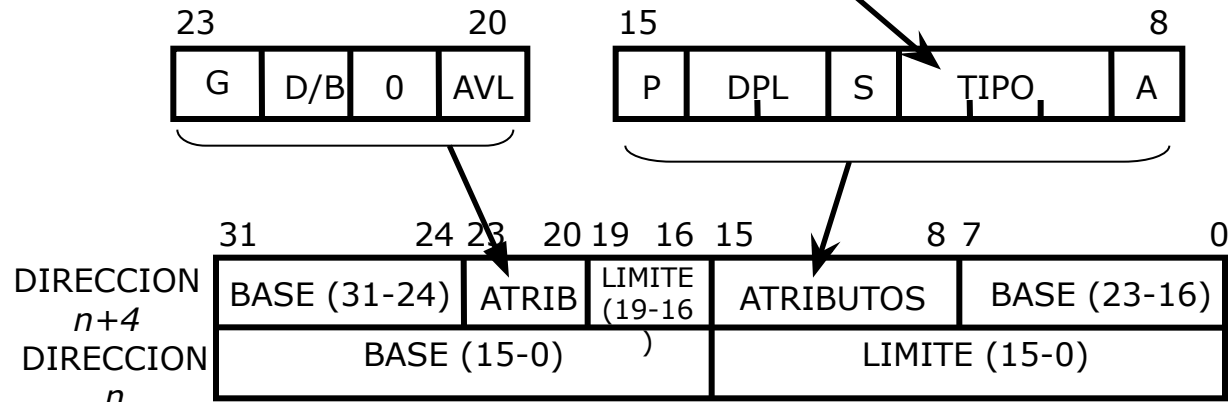 23 20 15 8
G D/B 0 AVL P DPL S TIPO A
31 24 23 20 19 16 15 8 7 0
DIRECCION
n+4
BASE (31-24) ATRIB LIMITE
(19-16
)
ATRIBUTOS BASE (23-16)
DIRECCION
n
BASE (15-0) LIMITE (15-0)